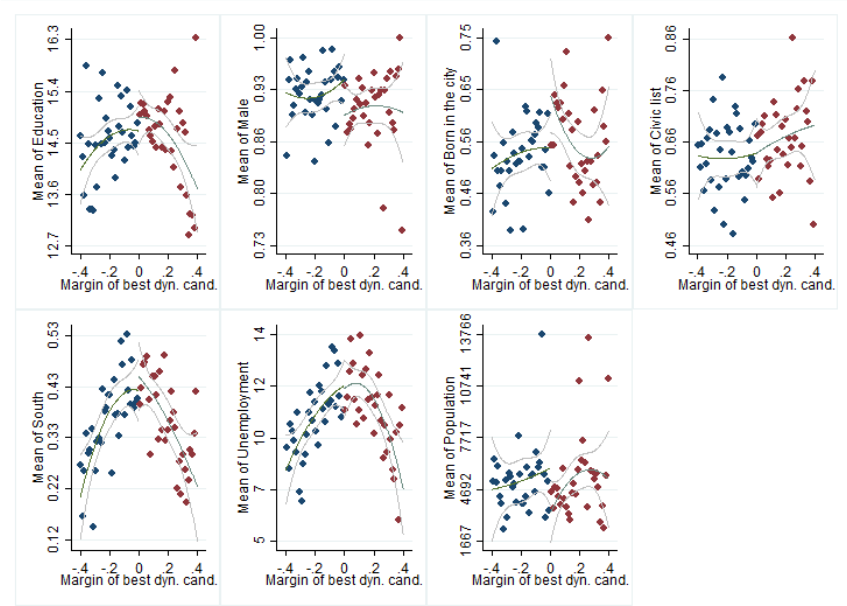 Mean of Education
16.3
15.4
14.5
13.6
12.7
-.4 -.2 0 .2 .4
Margin of best dyn. cand.
Mean of Male
1.00
0.93
0.86
0.80
0.73
-.4 -.2 0 .2 .4
Margin of best dyn. cand.
Mean of Born in the city
0.75
0.65
0.56
0.45
0.36
-.4 -.2 0 .2 .4
Margin of best dyn. cand.
Mean of Civic list
0.86
0.76
0.66
0.56
0.46
-.4 -.2 0 .2 .4
Margin of best dyn. cand.
Mean of South
0.53
0.43
0.33
0.22
0.12
-.4 -.2 0 .2 .4
Margin of best dyn. cand.
Mean of Unemployment
14
12
10
7
5
-.4 -.2 0 .2 .4
Margin of best dyn. cand.
Mean of Population
13766
10741
7717
4692
1667
-.4 -.2 0 .2 .4
Margin of best dyn. cand.